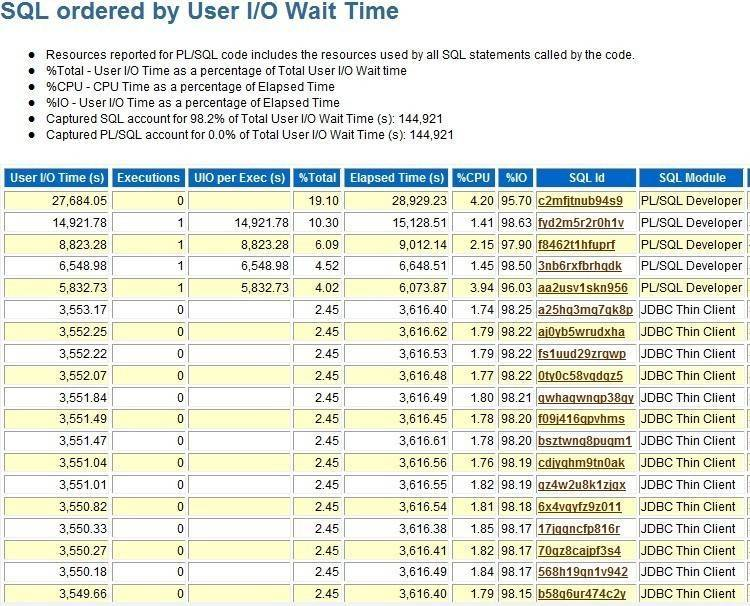 SQL ordered by User I/O Wait Time
Resources reported for PL/SQL code includes the resources used by all SQL statements called by the code.
%Total - User I/O Time as a percentage of Total User I/O Wait time
%CPU - CPU Time as a percentage of Elapsed Time
%IO - User I/O Time as a percentage of Elapsed Time
Captured SQL account for 98.2% of Total User I/O Wait Time (s): 144,921
Captured PL/SQL account for 0.0% of Total User I/O Wait Time (s): 144,921
User I/O Time (s) Executions UIO per Exec (s) %Total Elapsed Time (s) %CPU %IO SQL Id SQL Module
27,684.05 0 19.10 28,929.23 4.20 95.70 c2mfjtnub94s9 PL/SQL Developer
14,921.78 1 14,921.78 10.30 15,128.51 1.41 98.63 fyd2m5r2r0h1v PL/SQL Developer
8,823.28 1 8,823.28 6.09 9,012.14 2.15 97.90 f8462t1hfuprf PL/SQL Developer
6,548.98 1 6,548.98 4.52 6,648.51 1.45 98.50 3nb6rxfbrhqdk PL/SQL Developer
5,832.73 1 5,832.73 4.02 6,073.87 3.94 96.03 aa2usv1skn956 PL/SQL Developer
3,553.17 0 2.45 3,616.40 1.74 98.25 a25hq3mq7qk8p JDBC Thin Client
3,552.25 0 2.45 3,616.62 1.79 98.22 aj0yb5wrudxha JDBC Thin Client
3,552.22 0 2.45 3,616.53 1.79 98.22 fs1uud29zrqwp JDBC Thin Client
3,552.07 0 2.45 3,616.48 1.77 98.22 0ty0c58vqdqz5 JDBC Thin Client
3,551.84 0 2.45 3,616.49 1.80 98.21 gwhaqwnqp38gy JDBC Thin Client
3,551.49 0 2.45 3,616.45 1.78 98.20 f09j416qpvhms JDBC Thin Client
3,551.47 0 2.45 3,616.61 1.78 98.20 bsztwnq8puqm1 JDBC Thin Client
3,551.04 0 2.45 3,616.56 1.76 98.19 cdjyqhm9tn0ak JDBC Thin Client
3,551.01 0 2.45 3,616.55 1.82 98.19 gz4w2u8k1zjgx JDBC Thin Client
3,550.82 0 2.45 3,616.54 1.81 98.18 6x4vqyfz9z011 JDBC Thin Client
3,550.33 0 2.45 3,616.38 1.85 98.17 17jqqncfp816r JDBC Thin Client
3,550.27 0 2.45 3,616.41 1.82 98.17 70qz8cajpf3s4 JDBC Thin Client
3,550.18 0 2.45 3,616.49 1.84 98.17 568h19qn1v942 JDBC Thin Client
3,549.66 0 2.45 3,616.40 1.79 98.15 b58q6ur474c2y JDBC Thin Client